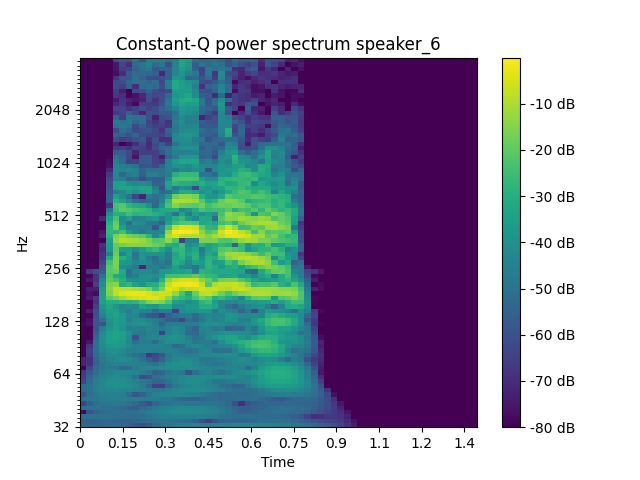 Constant-Q power spectrum speaker_6
Hz
2048
1024
512
256
128
64
32
0 0.15 0.3 0.45 0.6 0.75 0.9 1.1 1.2 1.4
Time
-10 dB
-20 dB
-30 dB
-40 dB
-50 dB
-60 dB
-70 dB
-80 dB